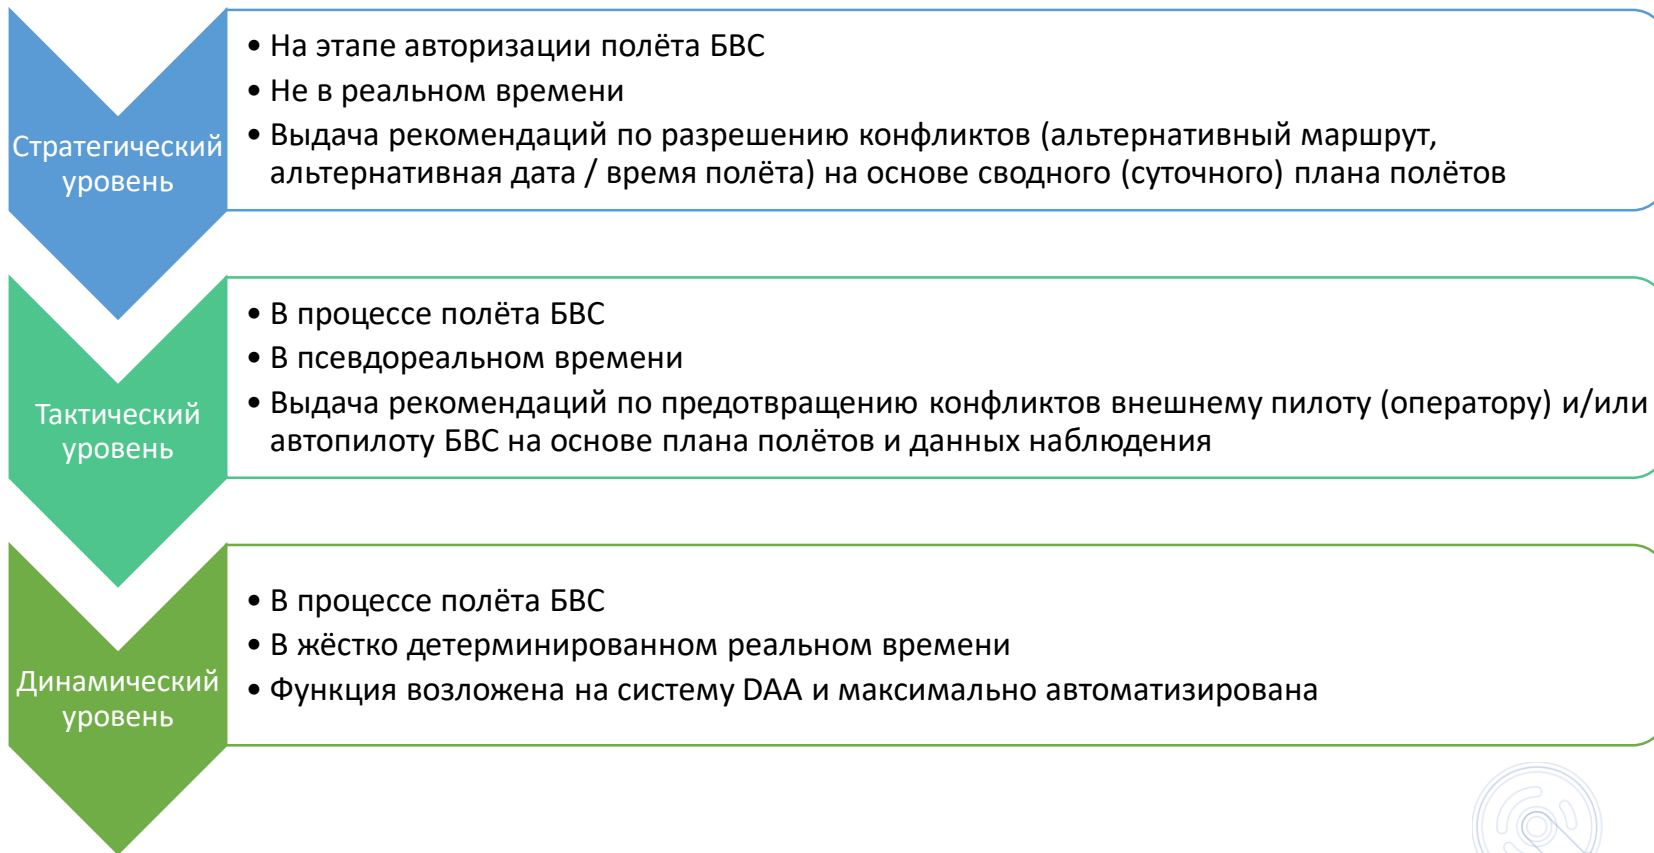 Стратегический
уровень
• На этапе авторизации полёта БВС
• Не в реальном времени
• Выдача рекомендаций по разрешению конфликтов (альтернативный маршрут,
альтернативная дата / время полёта) на основе сводного (суточного) плана полётов
Тактический
уровень
• В процессе полёта БВС
• В псевдореальном времени
• Выдача рекомендаций по предотвращению конфликтов внешнему пилоту (оператору) и/или
автопилоту БВС на основе плана полётов и данных наблюдения
Динамический
уровень
• В процессе полёта БВС
• В жёстко детерминированном реальном времени
• Функция возложена на систему DAA и максимально автоматизирована